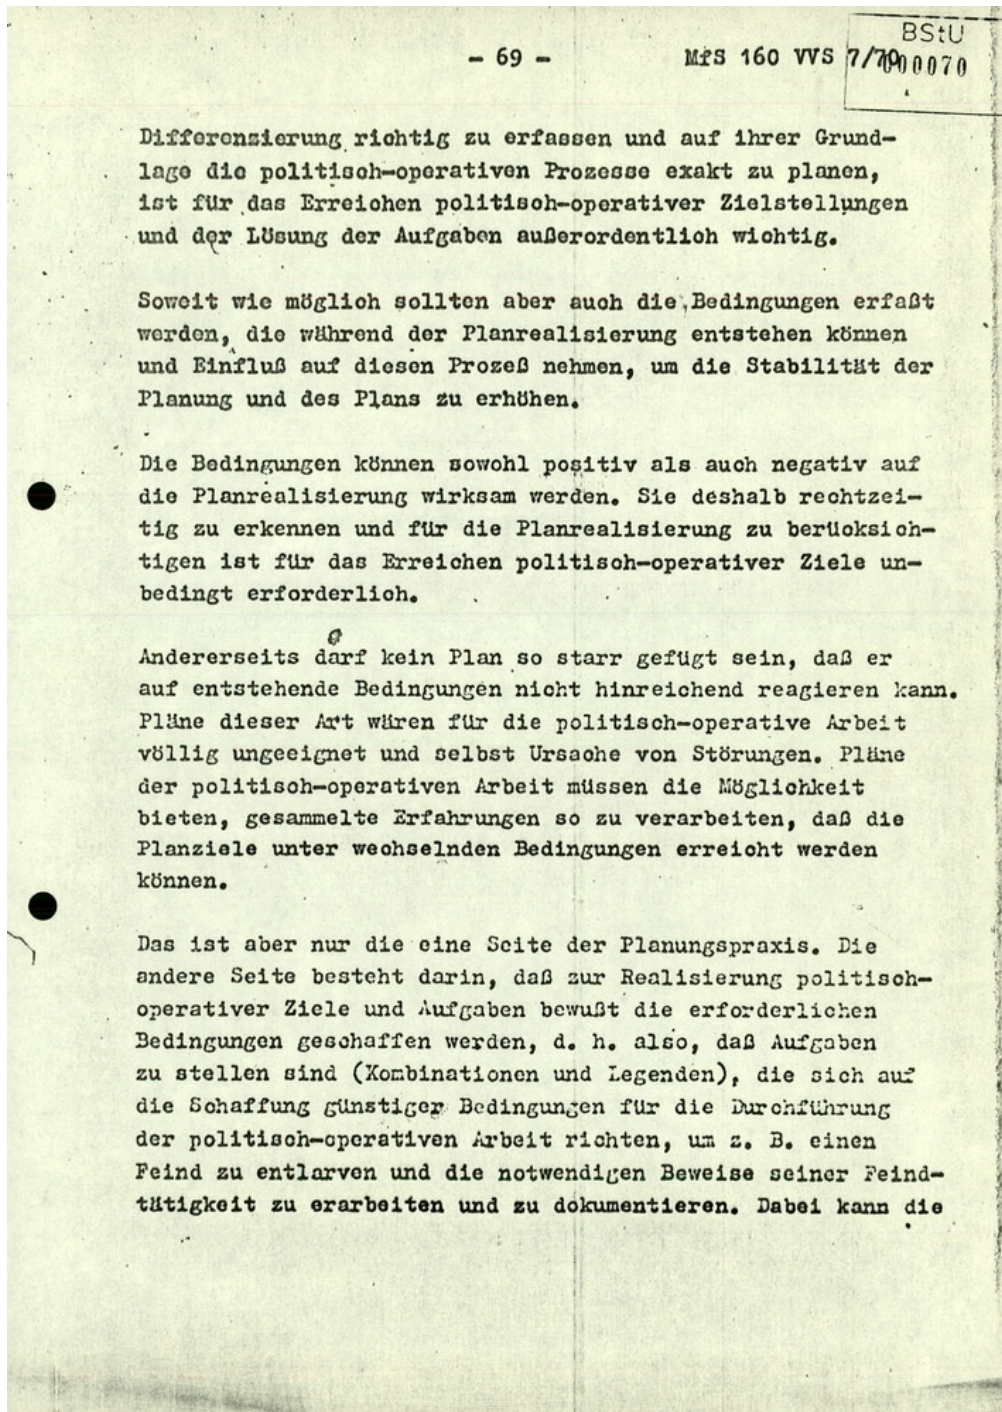 BStU
- 69 -
MfS 160 VVS 7/70
000070
Differenzierung richtig zu erfassen und auf ihrer Grund-
lage die politisch-operativen Prozesse exakt zu planen,
ist für das Erreichen politisch-operativer Zielstellungen
und der Lösung der Aufgaben außerordentlich wichtig.
Soweit wie möglich sollten aber auch die Bedingungen erfaßt
werden, die während der Planrealisierung entstehen können
und Einfluß auf diesen Prozeß nehmen, um die Stabilität der
Planung und des Plans zu erhöhen.
Die Bedingungen können sowohl positiv als auch negativ auf
die Planrealisierung wirksam werden. Sie deshalb rechtzei-
tig zu erkennen und für die Planrealisierung zu berücksich-
tigen ist für das Erreichen politisch-operativer Ziele un-
bedingt erforderlich.
Andererseits darf kein Plan so starr gefügt sein, daß er
auf entstehende Bedingungen nicht hinreichend reagieren kann.
Pläne dieser Art wären für die politisch-operative Arbeit
völlig ungeeignet und selbst Ursache von Störungen. Pläne
der politisch-operativen Arbeit müssen die Möglichkeit
bieten, gesammelte Erfahrungen so zu verarbeiten, daß die
Planziele unter wechselnden Bedingungen erreicht werden
können.
Das ist aber nur die eine Seite der Planungspraxis. Die
andere Seite besteht darin, daß zur Realisierung politisch-
operativer Ziele und Aufgaben bewußt die erforderlichen
Bedingungen geschaffen werden, d. h. also, daß Aufgaben
zu stellen sind (Kombinationen und Legenden), die sich auf
die Schaffung günstiger Bedingungen für die Durchführung
der politisch-operativen Arbeit richten, um z. B. einen
Feind zu entlarven und die notwendigen Beweise seiner Feind-
tätigkeit zu erarbeiten und zu dokumentieren. Dabei kann die